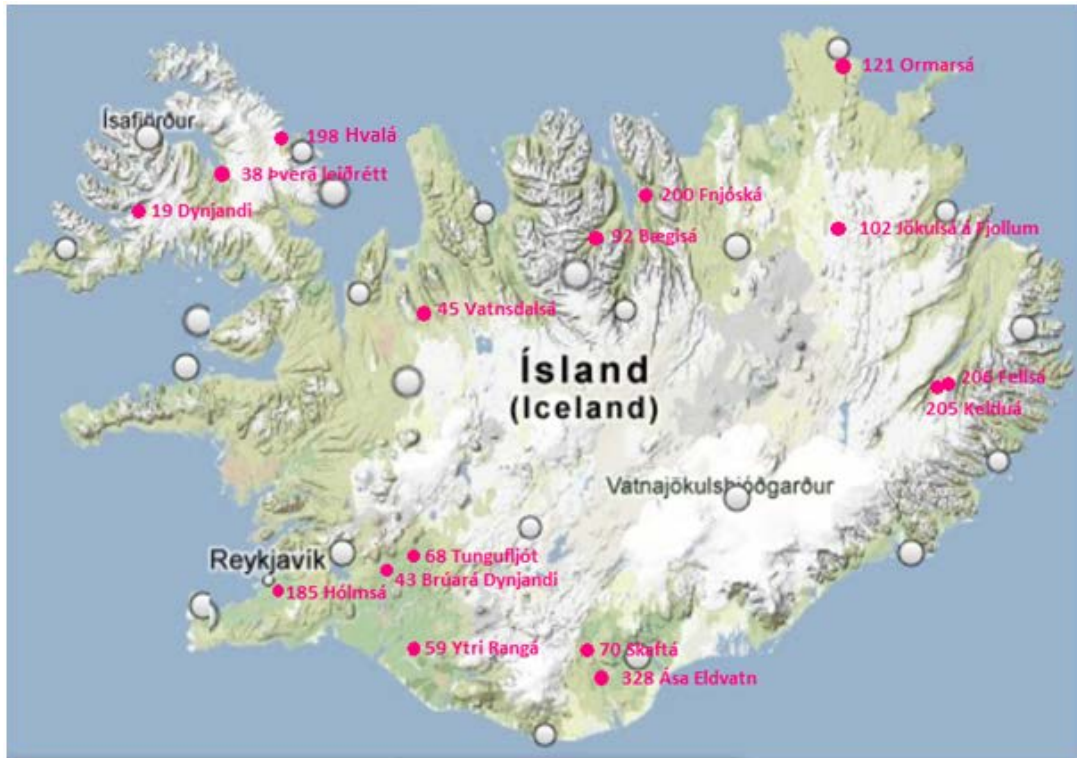 121 Ormarsá
Ísafjörður
198 Hvalá
38 Þverá leiðrétt
200 Fnjóská
19 Dynjandi
92 Bægisá
102 Jökulsá á Fjollum
45 Vatnsdalsá
Ísland
(Iceland)
206 Fellsá
205 Kelduá
Vatnajökulsþjóðgarður
Reykjavík
68 Tungufljót
43 Brúará Dynjandi
185 Hólmsá
59 Ytri Rangá
70 Skaftá
328 Ása Eldvatn